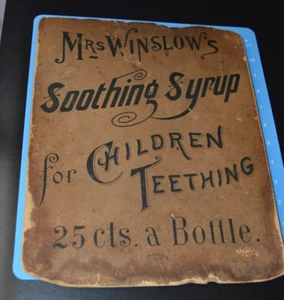 MRS WINSLOW'S
Soothing Syrup
for CHILDREN
TEETHING
25 cts. a Bottle.